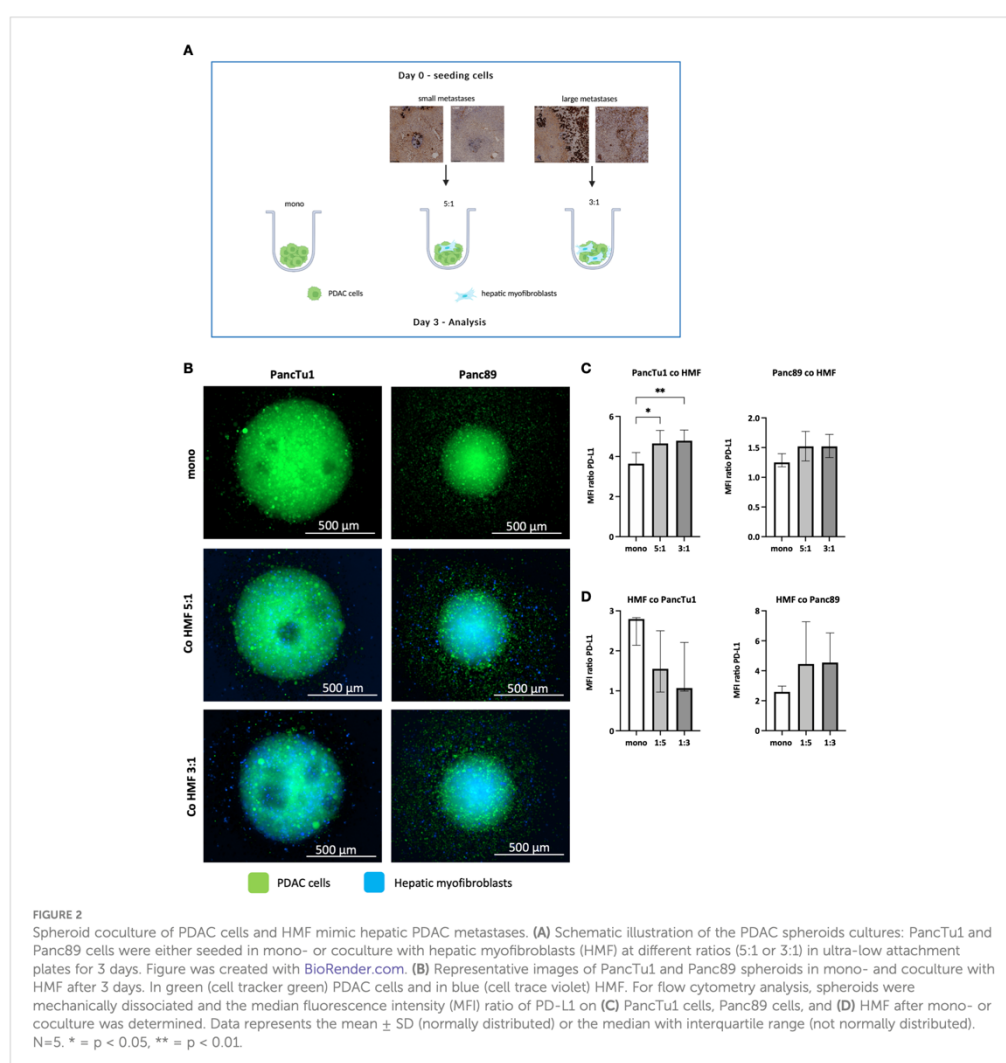 A
Day 0 - seeding cells
small metastases
large metastases
mono
5:1
3:1
PDAC cells
hepatic myofibroblasts
Day 3 - Analysis
B
PancTu1
Panc89
mono
500 µm
500 µm
Co HMF 5:1
500 µm
500 µm
Co HMF 3:1
500 µm
500 µm
PDAC cells
Hepatic myofibroblasts
C
PancTu1 co HMF
MFI ratio PD-L1
6
4
2
0
*
**
mono 5:1 3:1
Panc89 co HMF
MFI ratio PD-L1
2.0
1.5
1.0
0.5
0.0
mono 5:1 3:1
D
HMF co PancTu1
MFI ratio PD-L1
3
2
1
0
mono 1:5 1:3
HMF co Panc89
MFI ratio PD-L1
8
6
4
2
0
mono 1:5 1:3
FIGURE 2
Spheroid coculture of PDAC cells and HMF mimic hepatic PDAC metastases. (A) Schematic illustration of the PDAC spheroids cultures: PancTu1 and
Panc89 cells were either seeded in mono- or coculture with hepatic myofibroblasts (HMF) at different ratios (5:1 or 3:1) in ultra-low attachment
plates for 3 days. Figure was created with BioRender.com. (B) Representative images of PancTu1 and Panc89 spheroids in mono- and coculture with
HMF after 3 days. In green (cell tracker green) PDAC cells and in blue (cell trace violet) HMF. For flow cytometry analysis, spheroids were
mechanically dissociated and the median fluorescence intensity (MFI) ratio of PD-L1 on (C) PancTu1 cells, Panc89 cells, and (D) HMF after mono- or
coculture was determined. Data represents the mean ± SD (normally distributed) or the median with interquartile range (not normally distributed).
N=5. * = p < 0.05, ** = p < 0.01.